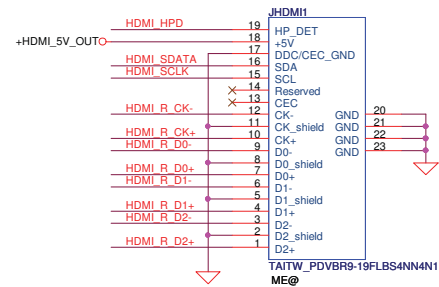 JHDMI1
HDMI_HPD 19 HP_DET
+HDMI_5V_OUT 18 +5V
17 DDC/CEC_GND
HDMI_SDATA 16 SDA
HDMI_SCLK 15 SCL
14 Reserved
13 CEC
HDMI_R_CK- 12 CK- GND 20
11 CK_shield GND 21
HDMI_R_CK+ 10 CK+ GND 22
HDMI_R_D0- 9 D0- GND 23
8 D0_shield
HDMI_R_D0+ 7 D0+
HDMI_R_D1- 6 D1-
5 D1_shield
HDMI_R_D1+ 4 D1+
HDMI_R_D2- 3 D2-
2 D2_shield
HDMI_R_D2+ 1 D2+
TAITW_PDVBR9-19FLBS4NN4N1
ME@